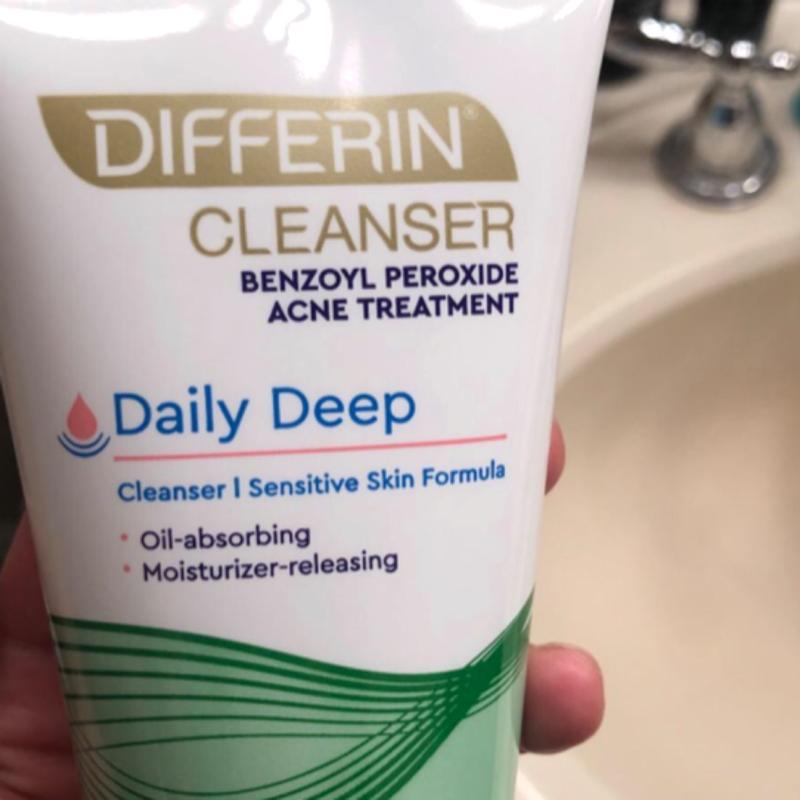 DIFFERIN®
CLEANSER
BENZOYL PEROXIDE
ACNE TREATMENT
Daily Deep
Cleanser | Sensitive Skin Formula
• Oil-absorbing
• Moisturizer-releasing